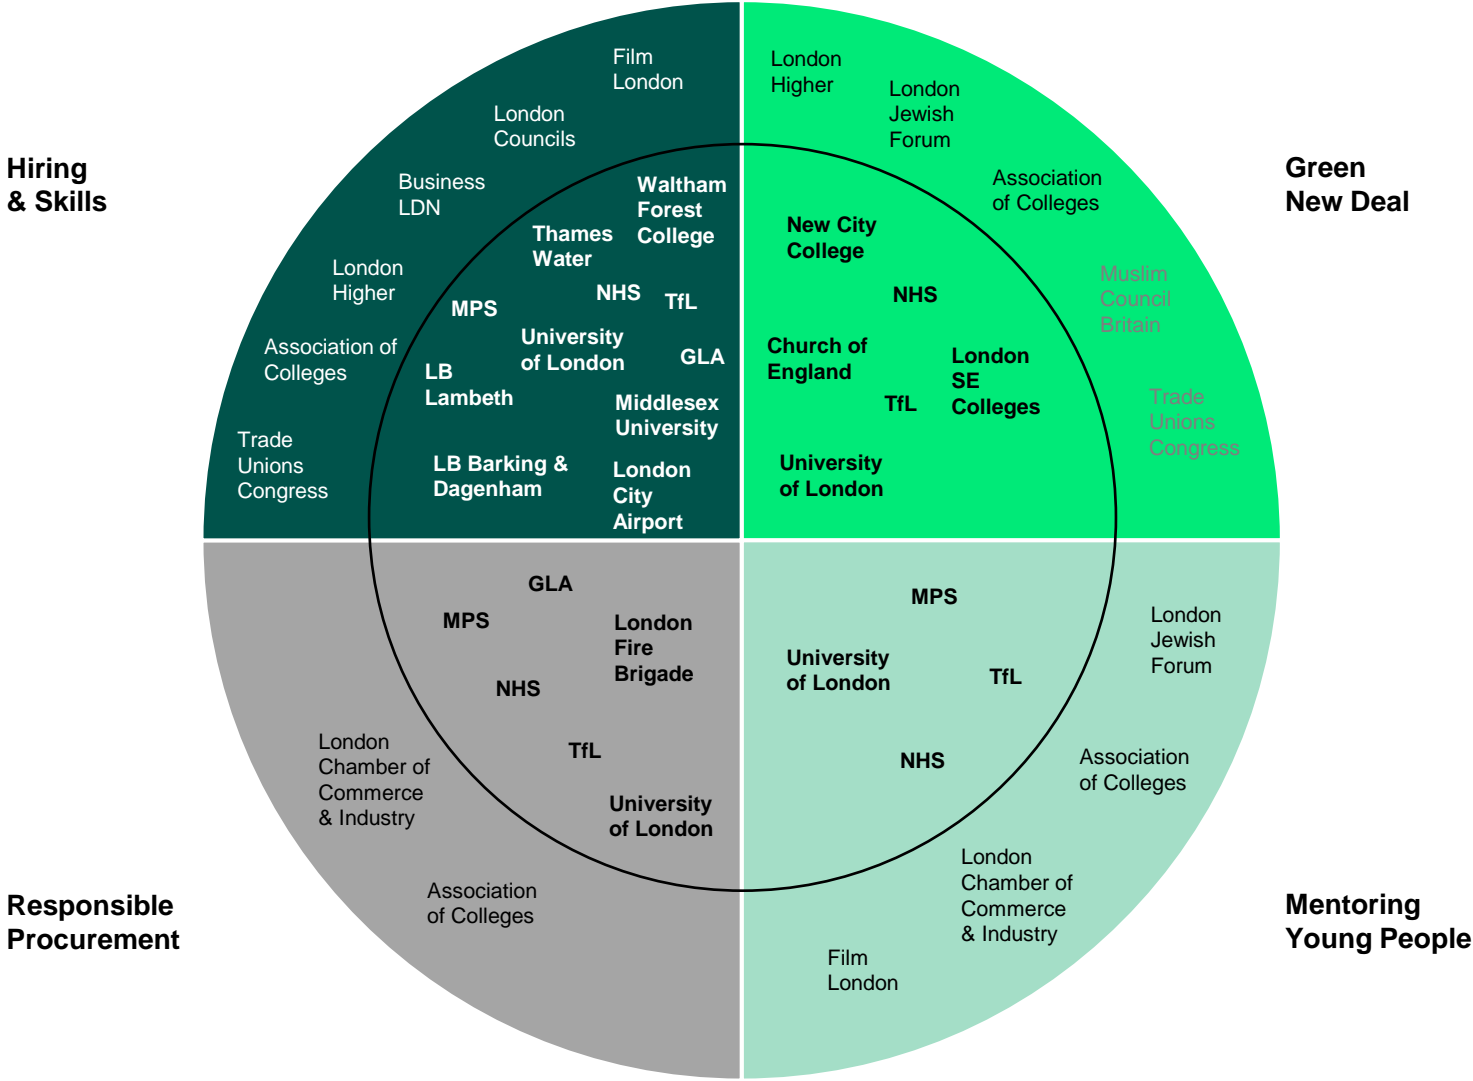 Hiring
& Skills
Film
London
London
Councils
Business
LDN
London
Higher
Association of
Colleges
Trade
Unions
Congress
Waltham
Forest
College
Thames
Water
NHS
TfL
MPS
University
of London
GLA
LB
Lambeth
Middlesex
University
LB Barking &
Dagenham
London
City
Airport
Green
New Deal
London
Higher
London
Jewish
Forum
Association
of Colleges
Muslim
Council
Britain
Trade
Unions
Congress
New City
College
NHS
Church of
England
London
SE
Colleges
TfL
University
of London
Responsible
Procurement
GLA
MPS
London
Fire
Brigade
NHS
TfL
University
of London
London
Chamber of
Commerce
& Industry
Association
of Colleges
Mentoring
Young People
MPS
University
of London
TfL
NHS
London
Jewish
Forum
Association
of Colleges
London
Chamber of
Commerce
& Industry
Film
London